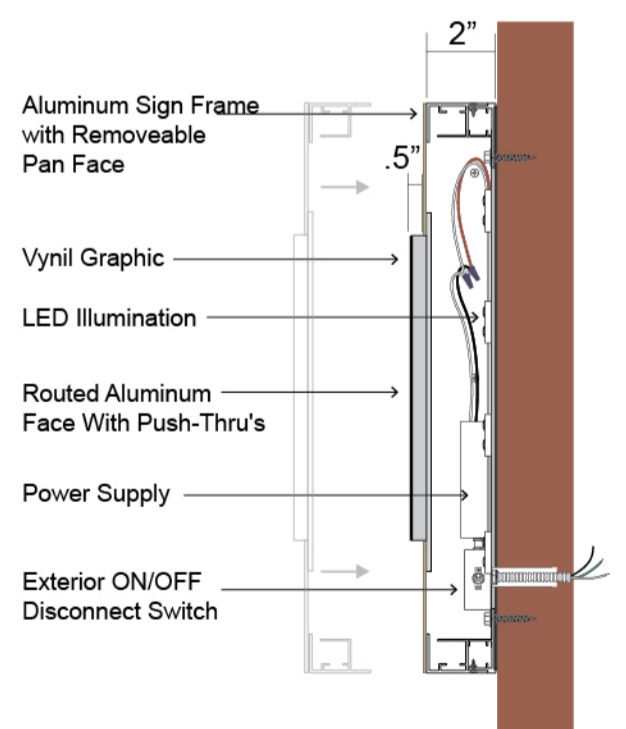 2”
Aluminum Sign Frame
with Removeable
Pan Face
.5”
Vynil Graphic
LED Illumination
Routed Aluminum
Face With Push-Thru's
Power Supply
Exterior ON/OFF
Disconnect Switch